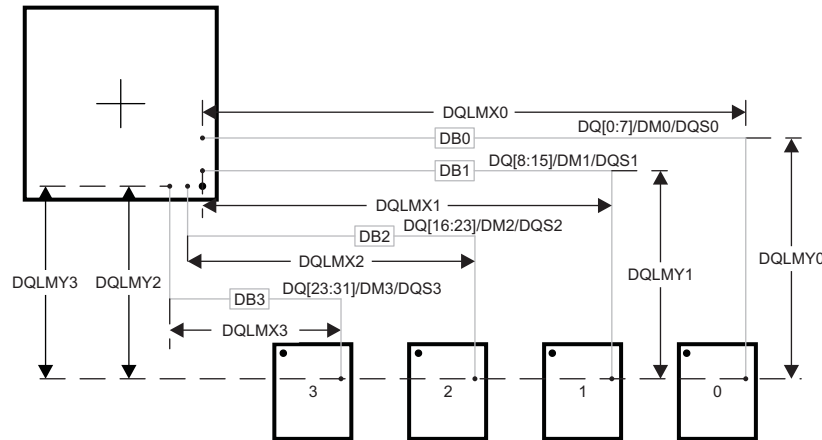 DQLMX0
DQ[0:7]/DM0/DQS0
DB0
DQ[8:15]/DM1/DQS1
DB1
DQLMX1
DQ[16:23]/DM2/DQS2
DB2
DQLMX2
DQLMY3
DQLMY2
DQLMY1
DQLMY0
DQ[23:31]/DM3/DQS3
DB3
DQLMX3
3
2
1
0